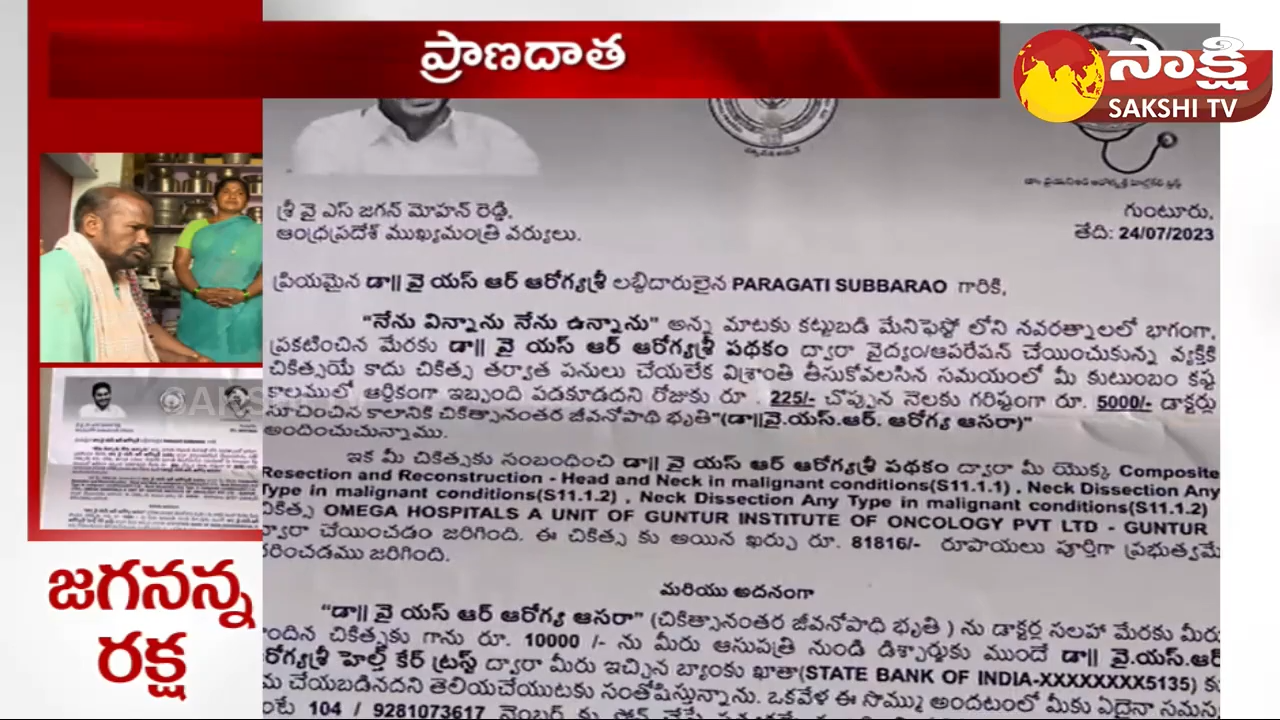 ప్రాణదాత
సాక్షి
SAKSHI TV
డా॥ వైయస్ఆర్ ఆరోగ్యశ్రీ హెల్త్‌కేర్ ట్రస్ట్
శ్రీ వై ఎస్ జగన్ మోహన్ రెడ్డి,
ఆంధ్రప్రదేశ్ ముఖ్యమంత్రి వర్యులు.
గుంటూరు,
తేది: 24/07/2023
ప్రియమైన డా॥ వై యస్ ఆర్ ఆరోగ్యశ్రీ లబ్ధిదారులైన PARAGATI SUBBARAO గారికి,
"నేను విన్నాను నేను ఉన్నాను" అన్న మాటకు కట్టుబడి మేనిఫెస్టో లోని నవరత్నాలలో భాగంగా,
ప్రకటించిన మేరకు డా॥ వై యస్ ఆర్ ఆరోగ్యశ్రీ పథకం ద్వారా వైద్యం/ఆపరేషన్ చేయించుకున్న వ్యక్తికి
చికిత్సయే కాదు చికిత్స తర్వాత పనులు చేయలేక విశ్రాంతి తీసుకోవలసిన సమయంలో మీ కుటుంబం కష్ట
కాలములో ఆర్థికంగా ఇబ్బంది పడకూడదని రోజుకు రూ . 225/- చొప్పున నెలకు గరిష్ఠంగా రూ. 5000/- డాక్టర్లు
సూచించిన కాలానికి చికిత్సానంతర జీవనోపాధి భృతి"(డా॥వై.యస్.ఆర్. ఆరోగ్య ఆసరా)"
అందించుచున్నాము.
ఇక మీ చికిత్సకు సంబంధించి డా॥ వై యస్ ఆర్ ఆరోగ్యశ్రీ పథకం ద్వారా మీ యొక్క Composite
Resection and Reconstruction - Head and Neck in malignant conditions(S11.1.1) , Neck Dissection Any
Type in malignant conditions(S11.1.2) , Neck Dissection Any Type in malignant conditions(S11.1.2)
చికిత్స OMEGA HOSPITALS A UNIT OF GUNTUR INSTITUTE OF ONCOLOGY PVT LTD - GUNTUR
ద్వారా చేయించడం జరిగింది. ఈ చికిత్స కు అయిన ఖర్చు రూ. 81816/- రూపాయలు పూర్తిగా ప్రభుత్వమే
భరించడము జరిగింది.
మరియు అదనంగా
"డా॥ వై యస్ ఆర్ ఆరోగ్య ఆసరా" (చికిత్సానంతర జీవనోపాధి భృతి ) ను డాక్టర్ల సలహా మేరకు మీరు
పొందిన చికిత్సకు గాను రూ. 10000 /- ను మీరు ఆసుపత్రి నుండి డిశ్చార్జుకు ముందే డా॥ వై.యస్.ఆర్
ఆరోగ్యశ్రీ హెల్త్ కేర్ ట్రస్ట్ ద్వారా మీరు ఇచ్చిన బ్యాంకు ఖాతా(STATE BANK OF INDIA-XXXXXXXX5135) కు
చేయబడినదని తెలియచేయుటకు సంతోషిస్తున్నాను. ఒకవేళ ఈ సొమ్ము అందటంలో మీకు ఏదైనా
104 / 9281073617 నెంబర్ కు ఫోన్ చేసి
జగనన్న
రక్ష